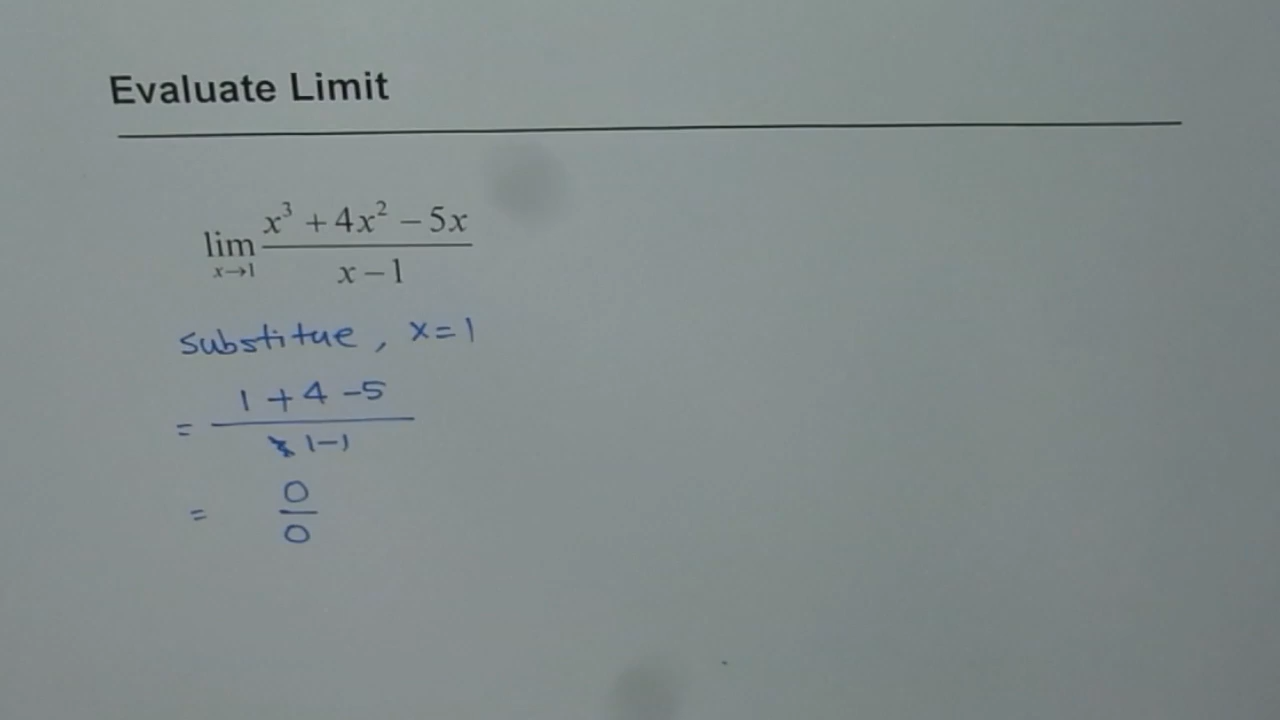 Evaluate Limit
lim x→1 (x³ + 4x² − 5x)/(x − 1)
substitue, x=1
= (1 + 4 − 5)/(1−1)
= 0/0